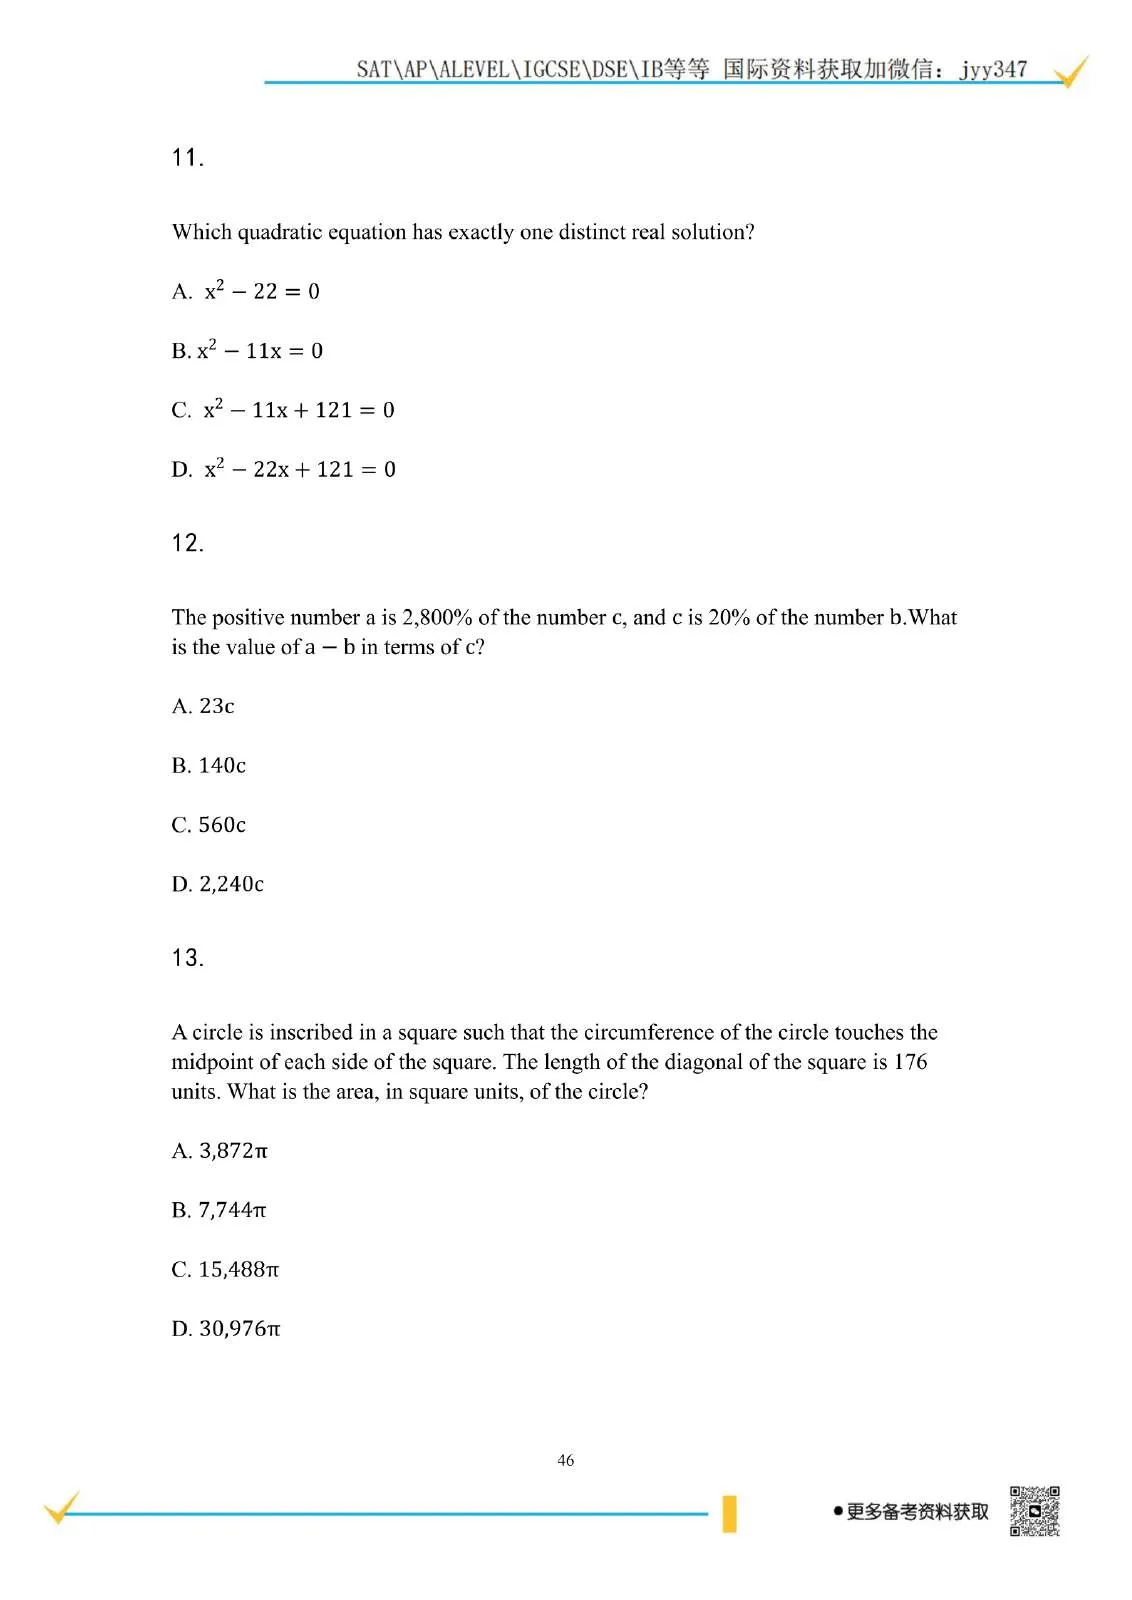 SAT\AP\ALEVEL\IGCSE\DSE\IB等等 国际资料获取加微信：jyy347
11.
Which quadratic equation has exactly one distinct real solution?
A. x² − 22 = 0
B. x² − 11x = 0
C. x² − 11x + 121 = 0
D. x² − 22x + 121 = 0
12.
The positive number a is 2,800% of the number c, and c is 20% of the number b.What
is the value of a − b in terms of c?
A. 23c
B. 140c
C. 560c
D. 2,240c
13.
A circle is inscribed in a square such that the circumference of the circle touches the
midpoint of each side of the square. The length of the diagonal of the square is 176
units. What is the area, in square units, of the circle?
A. 3,872π
B. 7,744π
C. 15,488π
D. 30,976π
46
●更多备考资料获取